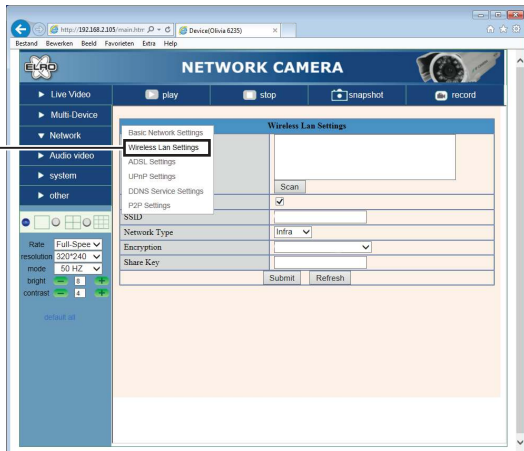 http://192.168.2.105/main.htm
Device(Olivia 6235)
Bestand Bewerken Beeld Favorieten Extra Help
ELRO
NETWORK CAMERA
Live Video
play
stop
snapshot
record
Multi-Device
Network
Audio video
system
other
Basic Network Settings
Wireless Lan Settings
ADSL Settings
UPnP Settings
DDNS Service Settings
P2P Settings
Wireless Lan Settings
Scan
SSID
Network Type Infra
Encryption
Share Key
Submit Refresh
Rate Full-Spee
resolution 320*240
mode 50 HZ
bright 8
contrast 4
default all